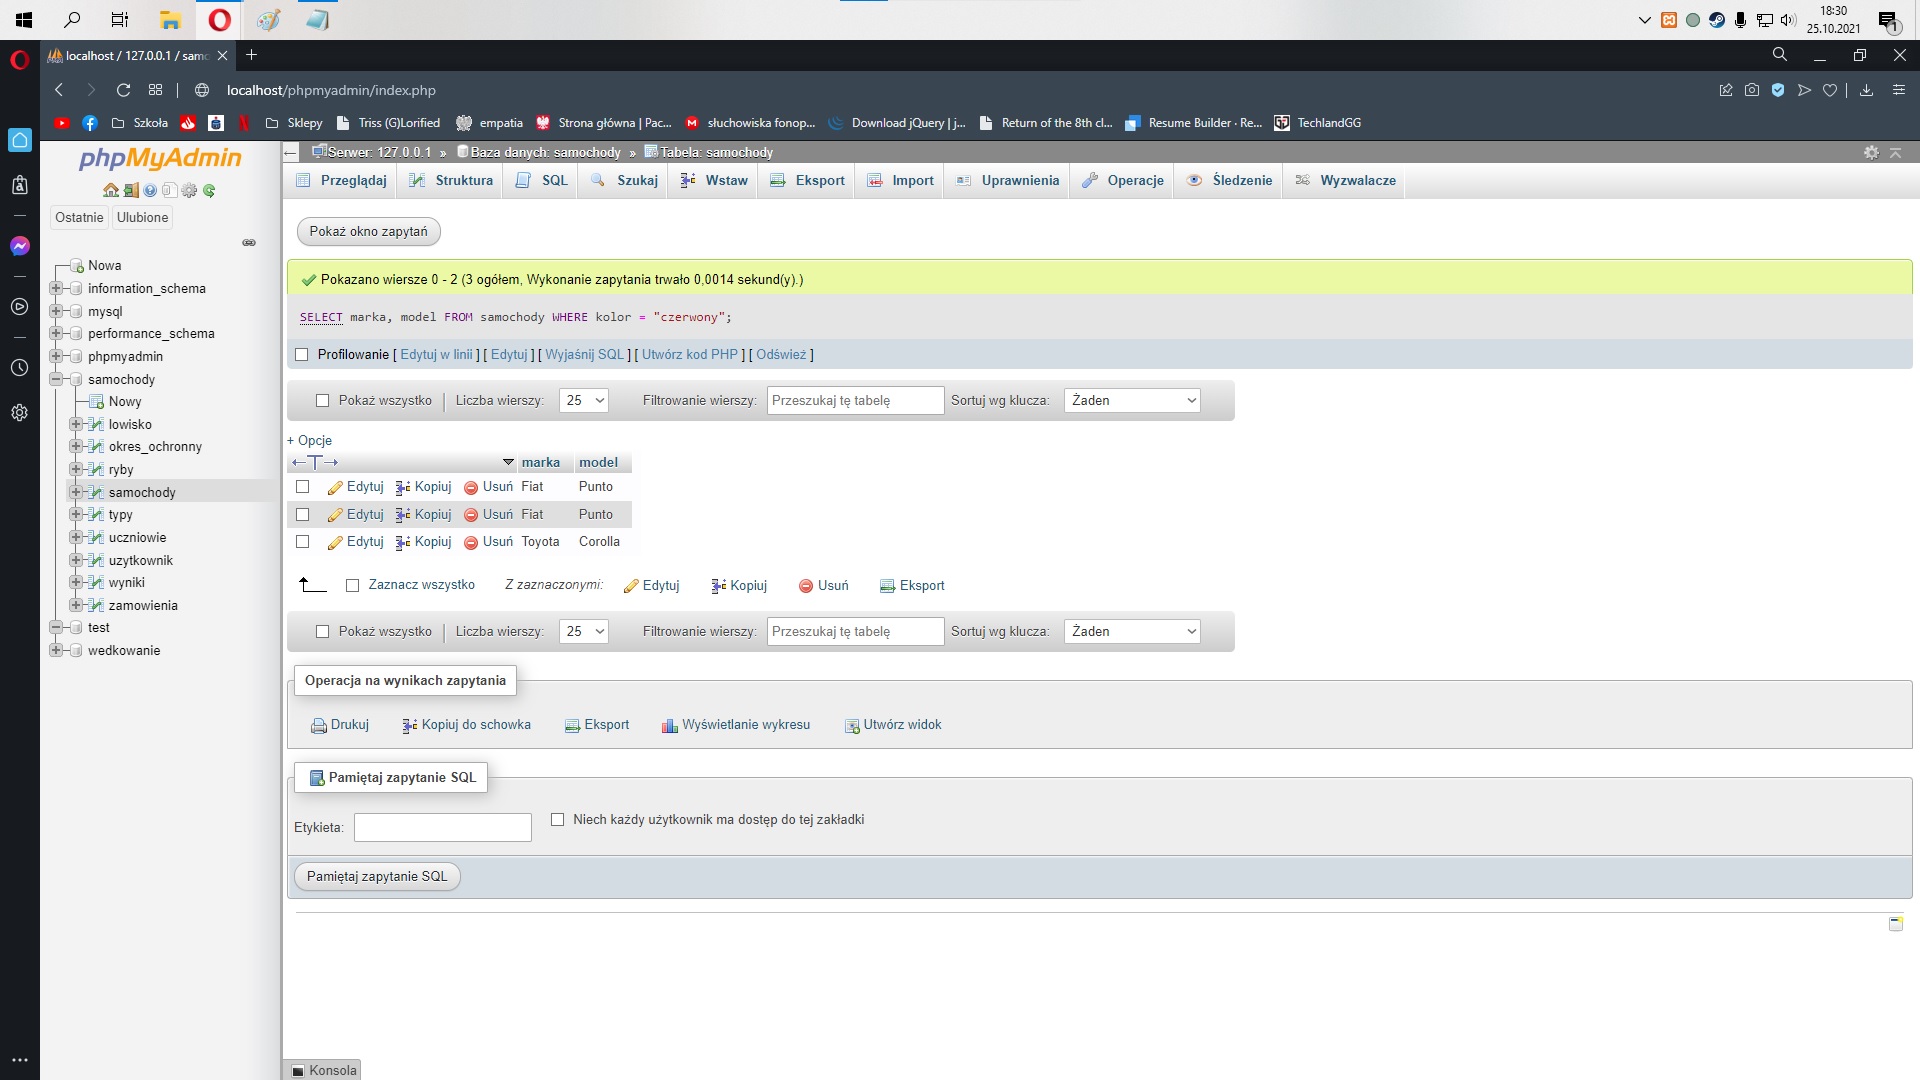 18:30
25.10.2021
1
localhost / 127.0.0.1 / samc
localhost/phpmyadmin/index.php
Szkoła
Sklepy
Triss (G)Lorified
empatia
Strona główna | Pac...
słuchowiska fonop...
Download jQuery | j...
Return of the 8th cl...
Resume Builder · Re...
TechlandGG
phpMyAdmin
Ostatnie Ulubione
Nowa
information_schema
mysql
performance_schema
phpmyadmin
samochody
Nowy
lowisko
okres_ochronny
ryby
samochody
typy
uczniowie
uzytkownik
wyniki
zamowienia
test
wedkowanie
Serwer: 127.0.0.1 » Baza danych: samochody » Tabela: samochody
Przeglądaj Struktura SQL Szukaj Wstaw Eksport Import Uprawnienia Operacje Śledzenie Wyzwalacze
Pokaż okno zapytań
Pokazano wiersze 0 - 2 (3 ogółem, Wykonanie zapytania trwało 0,0014 sekund(y).)
SELECT marka, model FROM samochody WHERE kolor = "czerwony";
Profilowanie [ Edytuj w linii ] [ Edytuj ] [ Wyjaśnij SQL ] [ Utwórz kod PHP ] [ Odśwież ]
Pokaż wszystko | Liczba wierszy: 25 Filtrowanie wierszy: Przeszukaj tę tabelę Sortuj wg klucza: Żaden
+ Opcje
←T→ marka model
Edytuj Kopiuj Usuń Fiat Punto
Edytuj Kopiuj Usuń Fiat Punto
Edytuj Kopiuj Usuń Toyota Corolla
Zaznacz wszystko Z zaznaczonymi: Edytuj Kopiuj Usuń Eksport
Pokaż wszystko | Liczba wierszy: 25 Filtrowanie wierszy: Przeszukaj tę tabelę Sortuj wg klucza: Żaden
Operacja na wynikach zapytania
Drukuj Kopiuj do schowka Eksport Wyświetlanie wykresu Utwórz widok
Pamiętaj zapytanie SQL
Etykieta: Niech każdy użytkownik ma dostęp do tej zakładki
Pamiętaj zapytanie SQL
Konsola